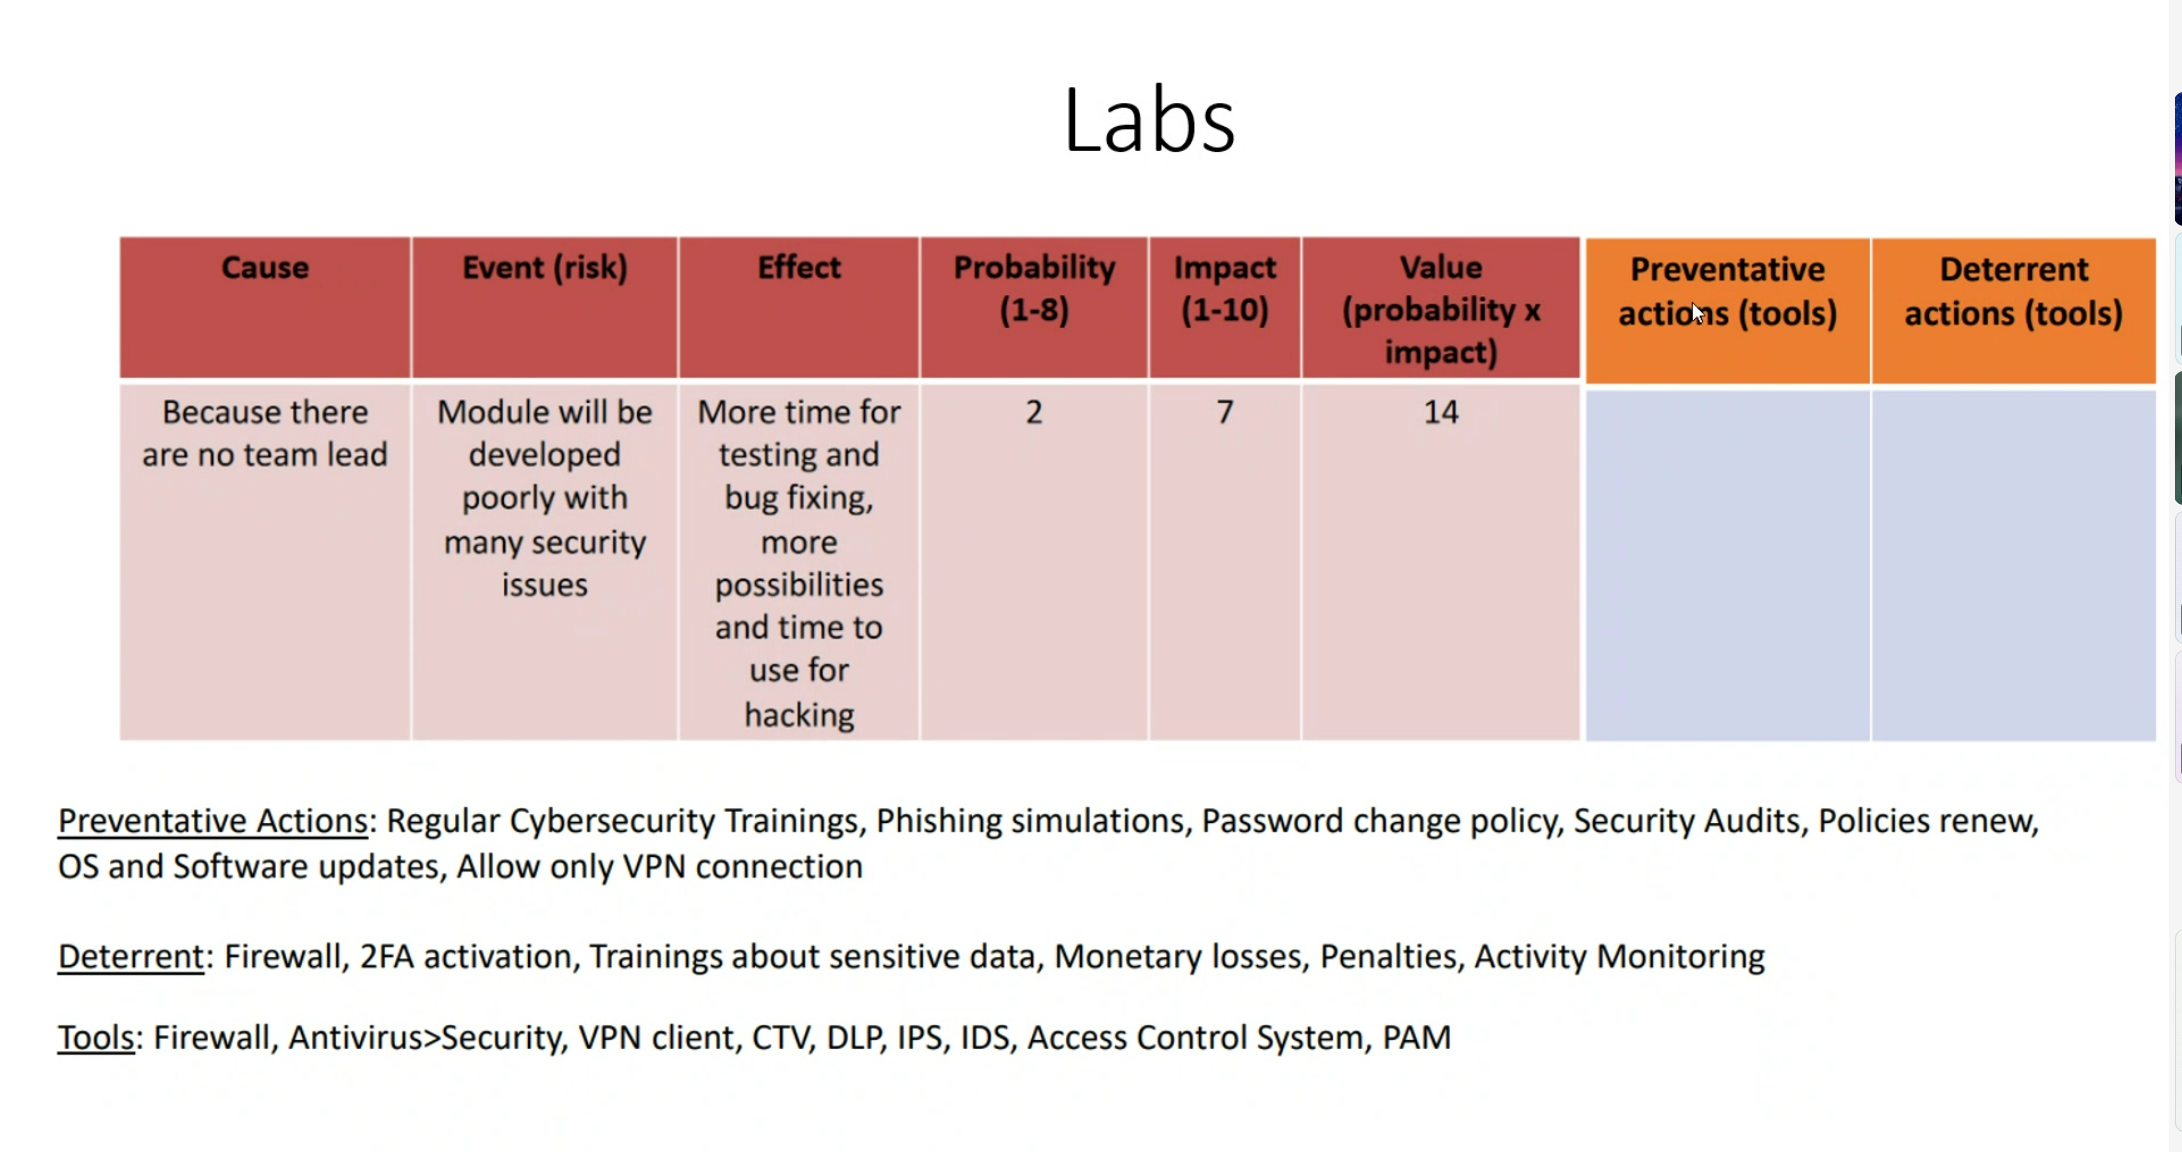 Labs
Cause
Event (risk)
Effect
Probability
(1-8)
Impact
(1-10)
Value
(probability x
impact)
Preventative
actions (tools)
Deterrent
actions (tools)
Because there
are no team lead
Module will be
developed
poorly with
many security
issues
More time for
testing and
bug fixing,
more
possibilities
and time to
use for
hacking
2
7
14
Preventative Actions: Regular Cybersecurity Trainings, Phishing simulations, Password change policy, Security Audits, Policies renew,
OS and Software updates, Allow only VPN connection
Deterrent: Firewall, 2FA activation, Trainings about sensitive data, Monetary losses, Penalties, Activity Monitoring
Tools: Firewall, Antivirus>Security, VPN client, CTV, DLP, IPS, IDS, Access Control System, PAM